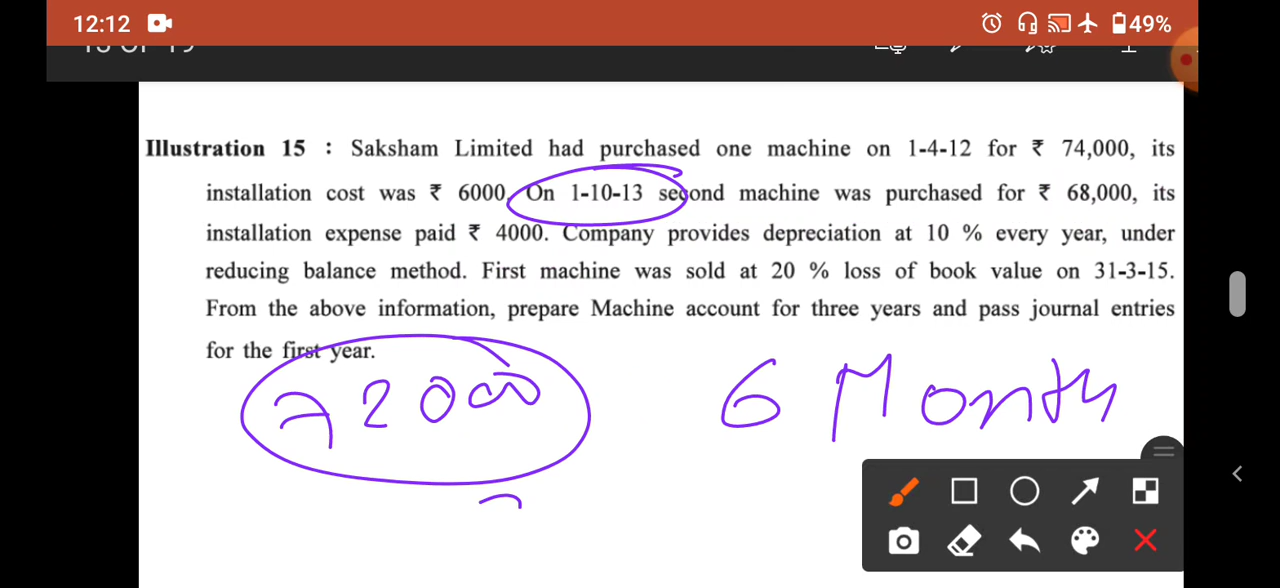 12:12 49%
Illustration 15 : Saksham Limited had purchased one machine on 1-4-12 for ₹ 74,000, its
installation cost was ₹ 6000. On 1-10-13 second machine was purchased for ₹ 68,000, its
installation expense paid ₹ 4000. Company provides depreciation at 10 % every year, under
reducing balance method. First machine was sold at 20 % loss of book value on 31-3-15.
From the above information, prepare Machine account for three years and pass journal entries
for the first year.
72000 6 Month